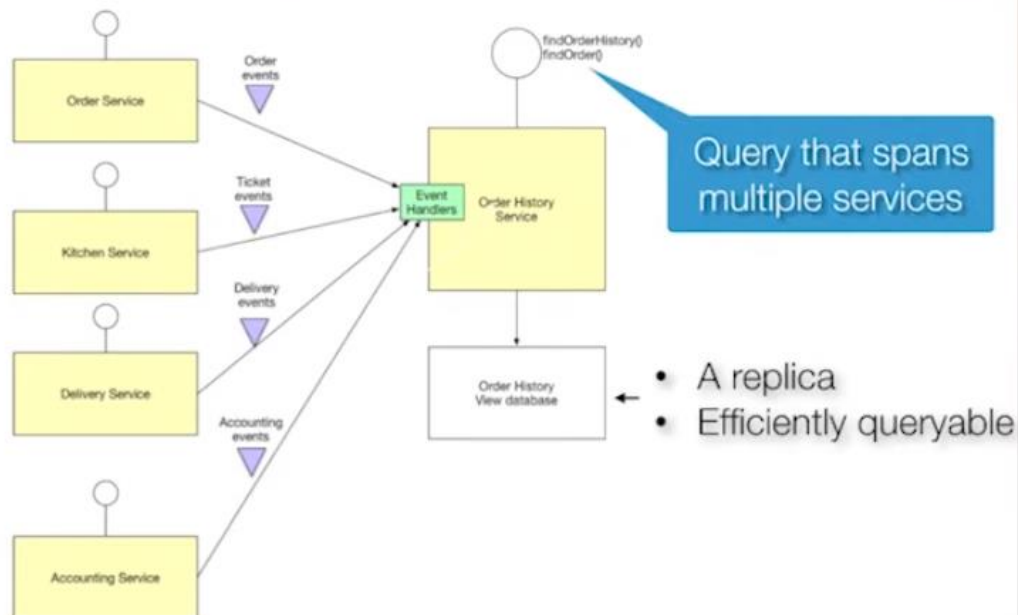 Order Service
Order
events
findOrderHistory()
findOrder()
Query that spans
multiple services
Kitchen Service
Ticket
events
Event
Handlers
Order History
Service
Delivery Service
Delivery
events
Order History
View database
• A replica
• Efficiently queryable
Accounting
events
Accounting Service